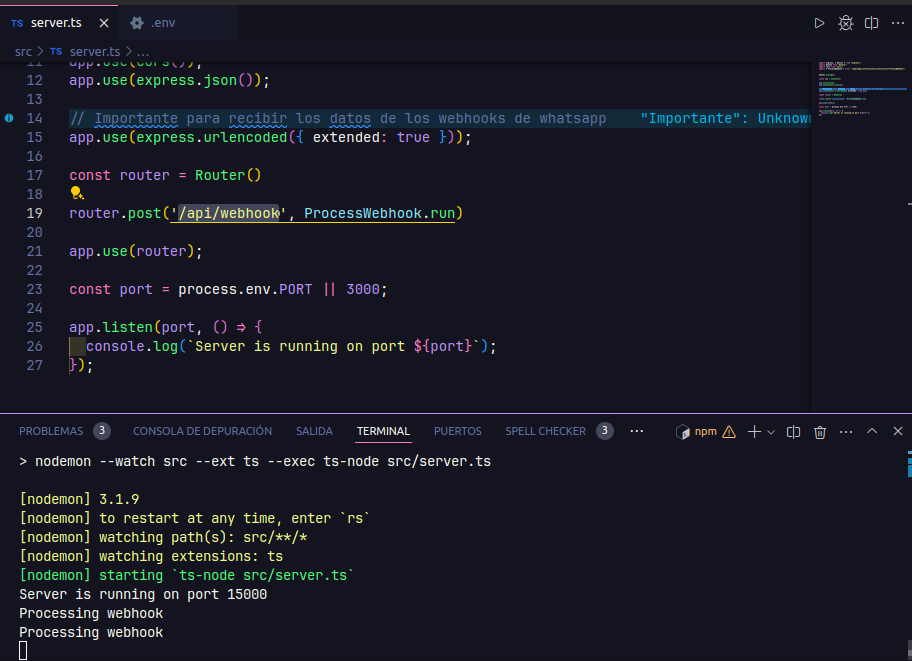 TS server.ts
.env
src > TS server.ts > ...
11 app.use(cors());
12 app.use(express.json());
13
14 // Importante para recibir los datos de los webhooks de whatsapp "Importante": Unknown
15 app.use(express.urlencoded({ extended: true }));
16
17 const router = Router()
18
19 router.post('/api/webhook', ProcessWebhook.run)
20
21 app.use(router);
22
23 const port = process.env.PORT || 3000;
24
25 app.listen(port, () => {
26 console.log(`Server is running on port ${port}`);
27 });
PROBLEMAS 3 CONSOLA DE DEPURACIÓN SALIDA TERMINAL PUERTOS SPELL CHECKER 3 ... npm
> nodemon --watch src --ext ts --exec ts-node src/server.ts
[nodemon] 3.1.9
[nodemon] to restart at any time, enter `rs`
[nodemon] watching path(s): src/**/*
[nodemon] watching extensions: ts
[nodemon] starting `ts-node src/server.ts`
Server is running on port 15000
Processing webhook
Processing webhook